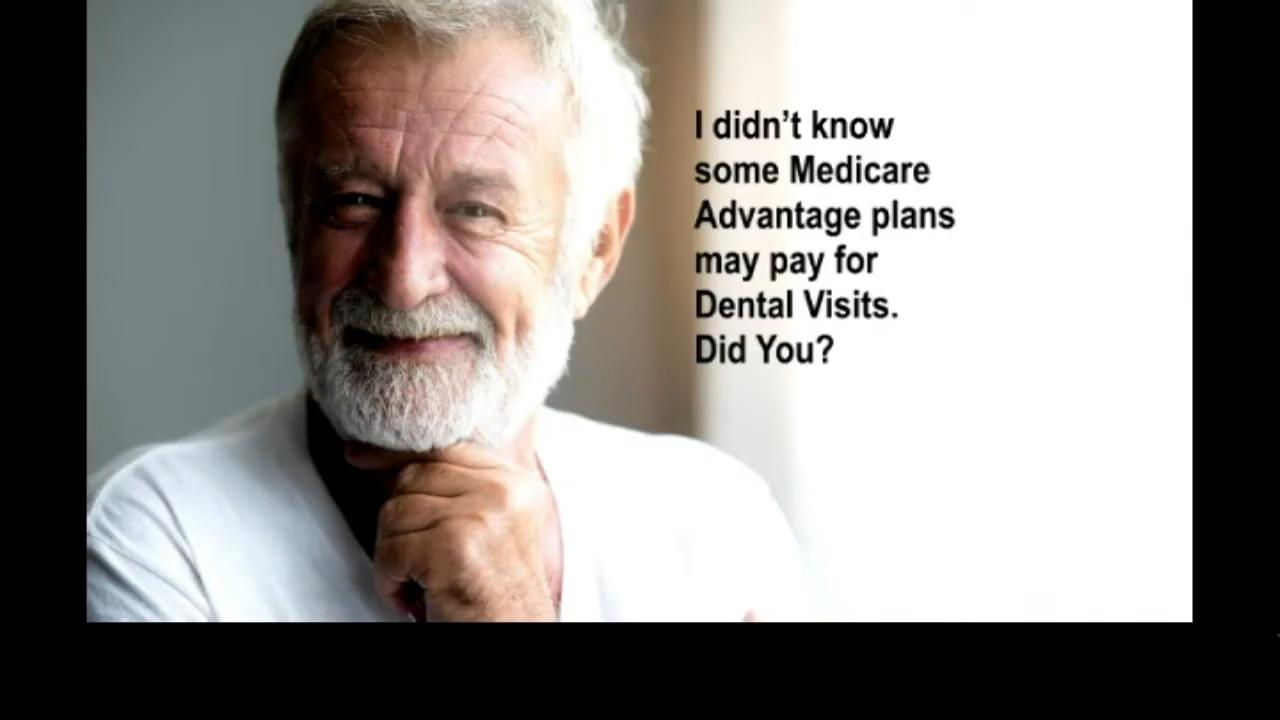 I didn’t know
some Medicare
Advantage plans
may pay for
Dental Visits.
Did You?